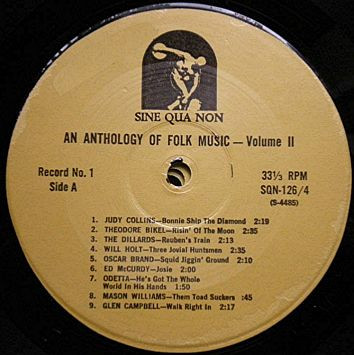 SINE QUA NON
AN ANTHOLOGY OF FOLK MUSIC — Volume II
Record No. 1
Side A
33⅓ RPM
SQN-126/4
(S-4485)
1. JUDY COLLINS—Bonnie Ship The Diamond 2:19
2. THEODORE BIKEL—Risin' Of The Moon 2:35
3. THE DILLARDS—Reuben's Train 2:13
4. WILL HOLT—Three Jovial Huntsmen 2:35
5. OSCAR BRAND—Squid Jiggin' Ground 2:10
6. ED McCURDY—Josie 2:00
7. ODETTA—He's Got The Whole
World in His Hands 1:50
8. MASON WILLIAMS—Them Toad Suckers :45
9. GLEN CAMPBELL—Walk Right In 2:17